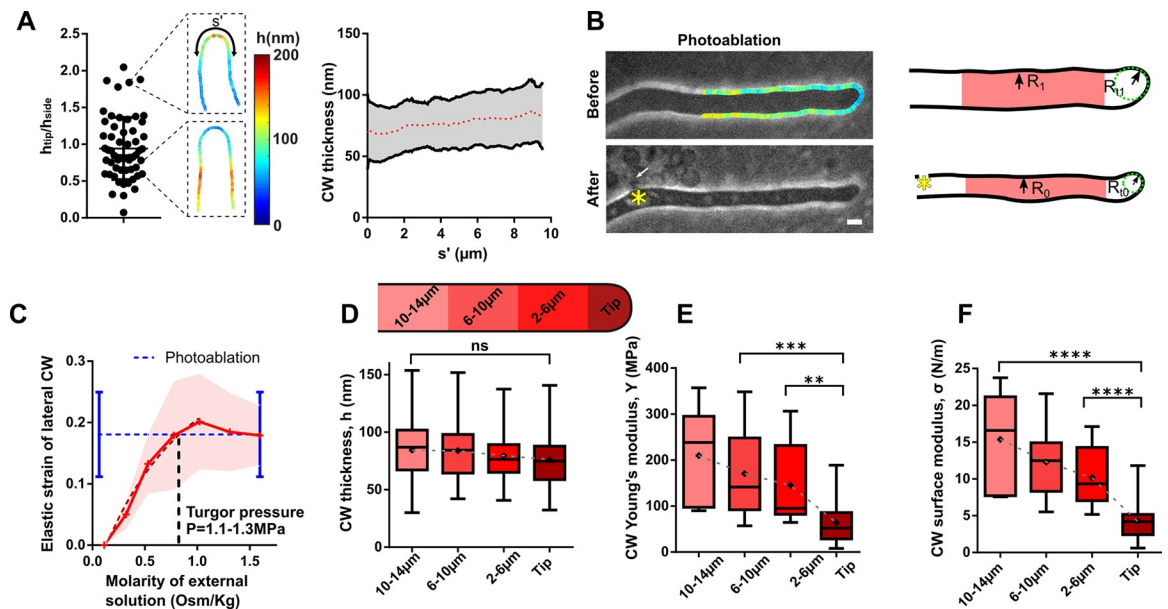 A
h_tip/h_side
2.5
2.0
1.5
1.0
0.5
0.0
s'
h(nm)
200
100
0
CW thickness (nm)
150
100
50
0
0 2 4 6 8 10
s' (µm)
B
Photoablation
Before
After
*
R₁
R_t1
*
R₀
R_t0
C
Elastic strain of lateral CW
0.3
0.2
0.1
0.0
Photoablation
Turgor pressure
P=1.1-1.3MPa
0.0 0.5 1.0 1.5
Molarity of external
solution (Osm/Kg)
D
10-14µm 6-10µm 2-6µm Tip
ns
CW thickness, h (nm)
150
100
50
0
10-14µm 6-10µm 2-6µm Tip
E
***
**
CW Young's modulus, Y (MPa)
400
300
200
100
0
10-14µm 6-10µm 2-6µm Tip
F
****
****
CW surface modulus, σ (N/m)
25
20
15
10
5
0
10-14µm 6-10µm 2-6µm Tip